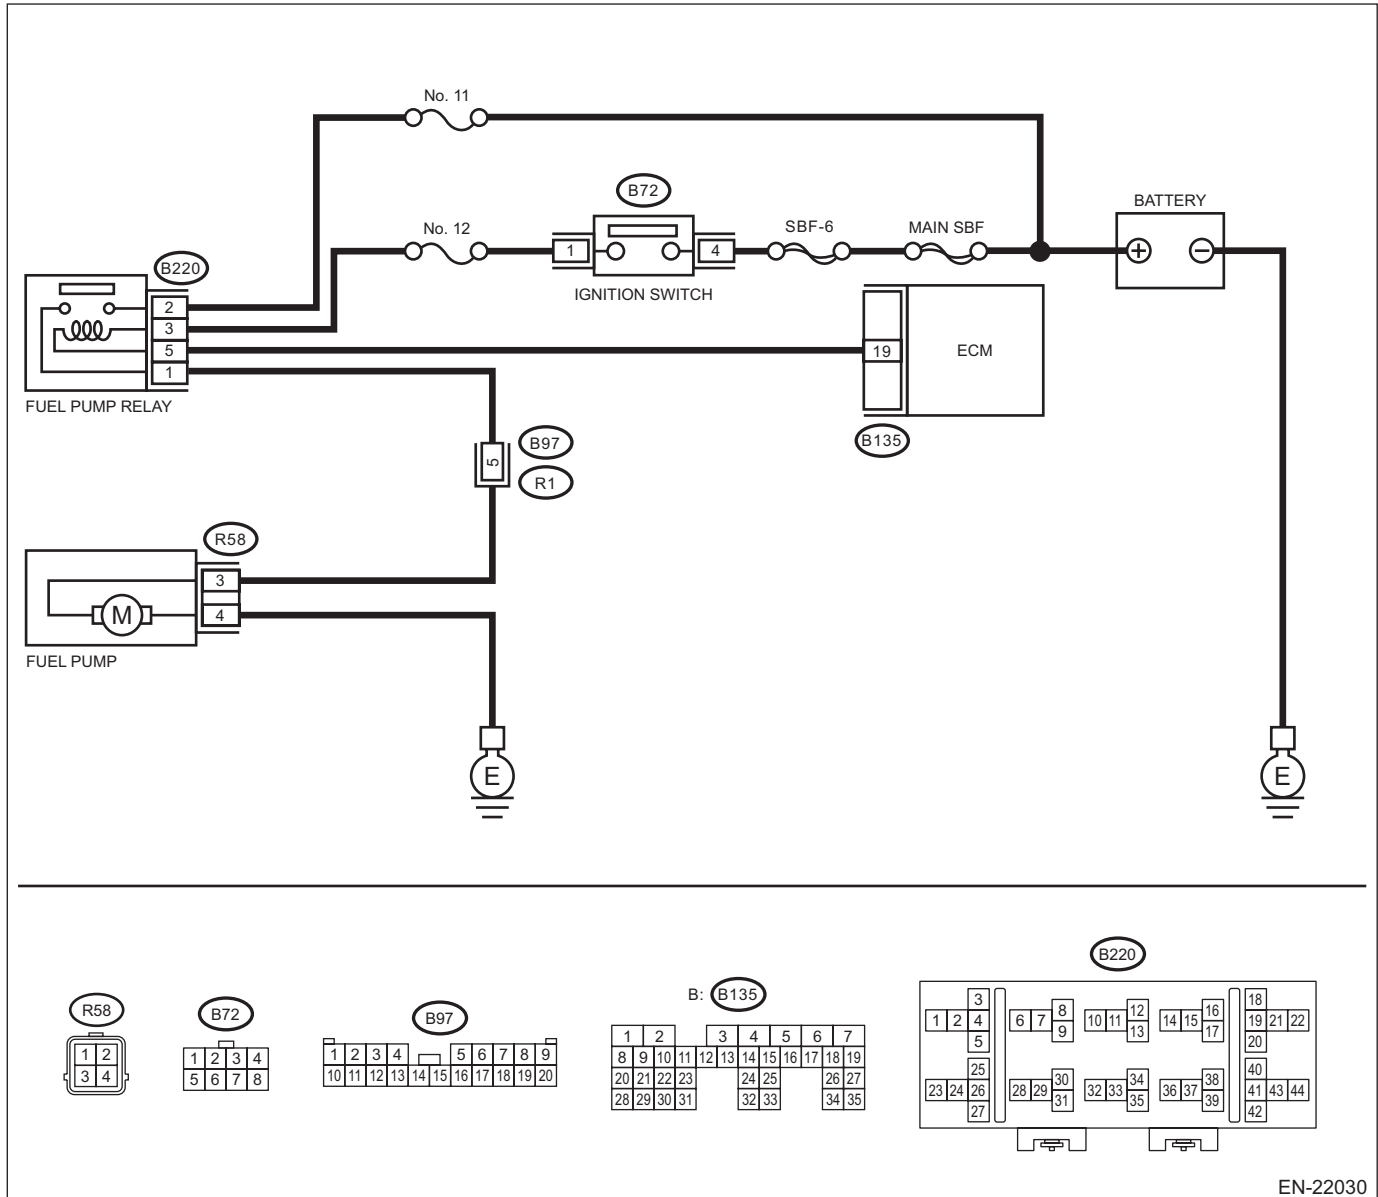 No. 11
B72
BATTERY
No. 12
SBF-6
MAIN SBF
1
4
+
−
B220
IGNITION SWITCH
2
3
5
1
19
ECM
FUEL PUMP RELAY
B97
B135
5
R1
R58
3
M
4
FUEL PUMP
E
E
R58
1 2
3 4
B72
1 2 3 4
5 6 7 8
B97
1 2 3 4 5 6 7 8 9
10 11 12 13 14 15 16 17 18 19 20
B: B135
1 2 3 4 5 6 7
8 9 10 11 12 13 14 15 16 17 18 19
20 21 22 23 24 25 26 27
28 29 30 31 32 33 34 35
B220
3 8 12 16 18
1 2 4 6 7 10 11 14 15 19 21 22
5 9 13 17 20
25 30 34 38 40
23 24 26 28 29 32 33 36 37 41 43 44
27 31 35 39 42
EN-22030